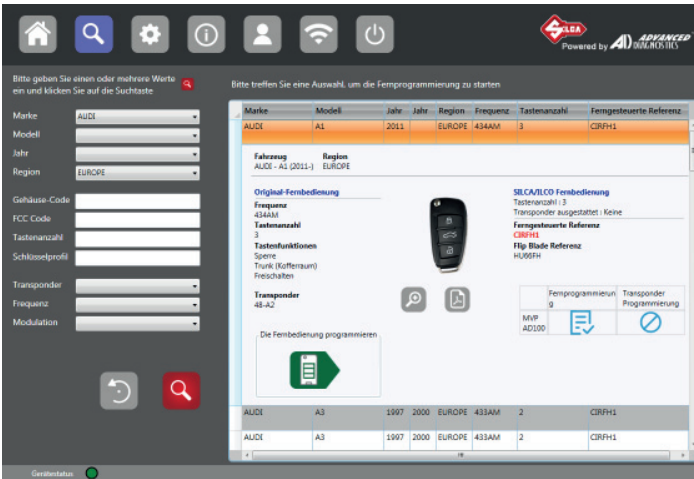 SILCA
Powered by AD ADVANCED DIAGNOSTICS
Bitte geben Sie einen oder mehrere Werte
ein und klicken Sie auf die Suchtaste
Marke AUDI
Modell
Jahr
Region EUROPE
Gehäuse-Code
FCC Code
Tastenanzahl
Schlüsselprofil
Transponder
Frequenz
Modulation
Gerätestatus
Bitte treffen Sie eine Auswahl, um die Fernprogrammierung zu starten
Marke Modell Jahr Jahr Region Frequenz Tastenanzahl Ferngesteuerte Referenz
AUDI A1 2011 EUROPE 434AM 3 CIRFH1
Fahrzeug Region
AUDI - A1 (2011-) EUROPE
Original-Fernbedienung
Frequenz
434AM
Tastenanzahl
3
Tastenfunktionen
Sperre
Trunk (Kofferraum)
Freischalten
Transponder
48-A2
SILCA/ILCO Fernbedienung
Tastenanzahl : 3
Transponder ausgestattet : Keine
Ferngesteuerte Referenz
CIRFH1
Flip Blade Referenz
HU66FH
Fernprogrammierun
g
Transponder
Programmierung
MVP
AD100
Die Fernbedienung programmieren
AUDI A3 1997 2000 EUROPE 433AM 2 CIRFH1
AUDI A3 1997 2000 EUROPE 433AM 2 CIRFH1